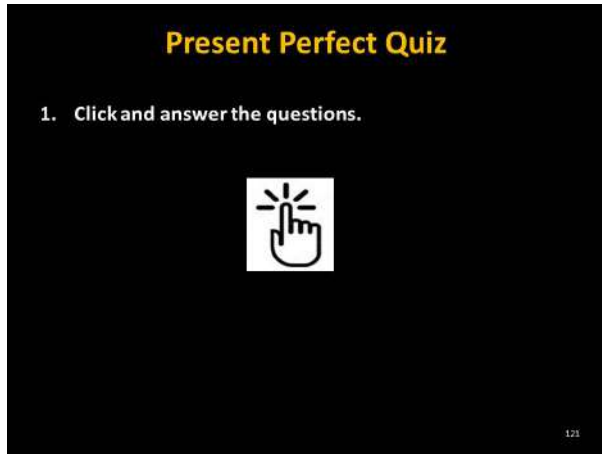 Present Perfect Quiz
1. Click and answer the questions.
121